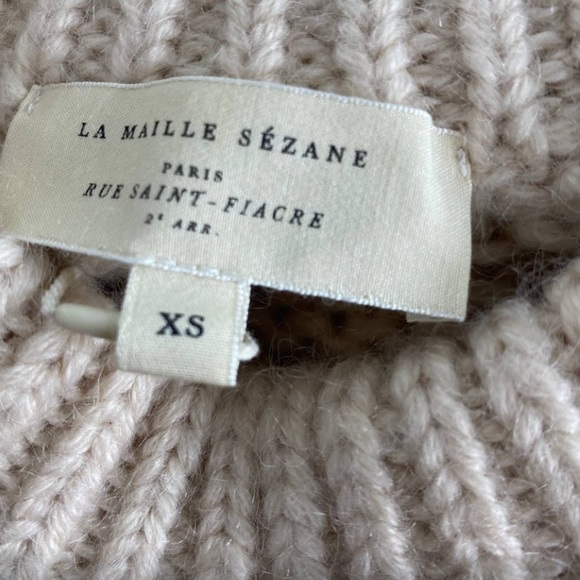 LA MAILLE SÉZANE
PARIS
RUE SAINT-FIACRE
2e ARR.
XS